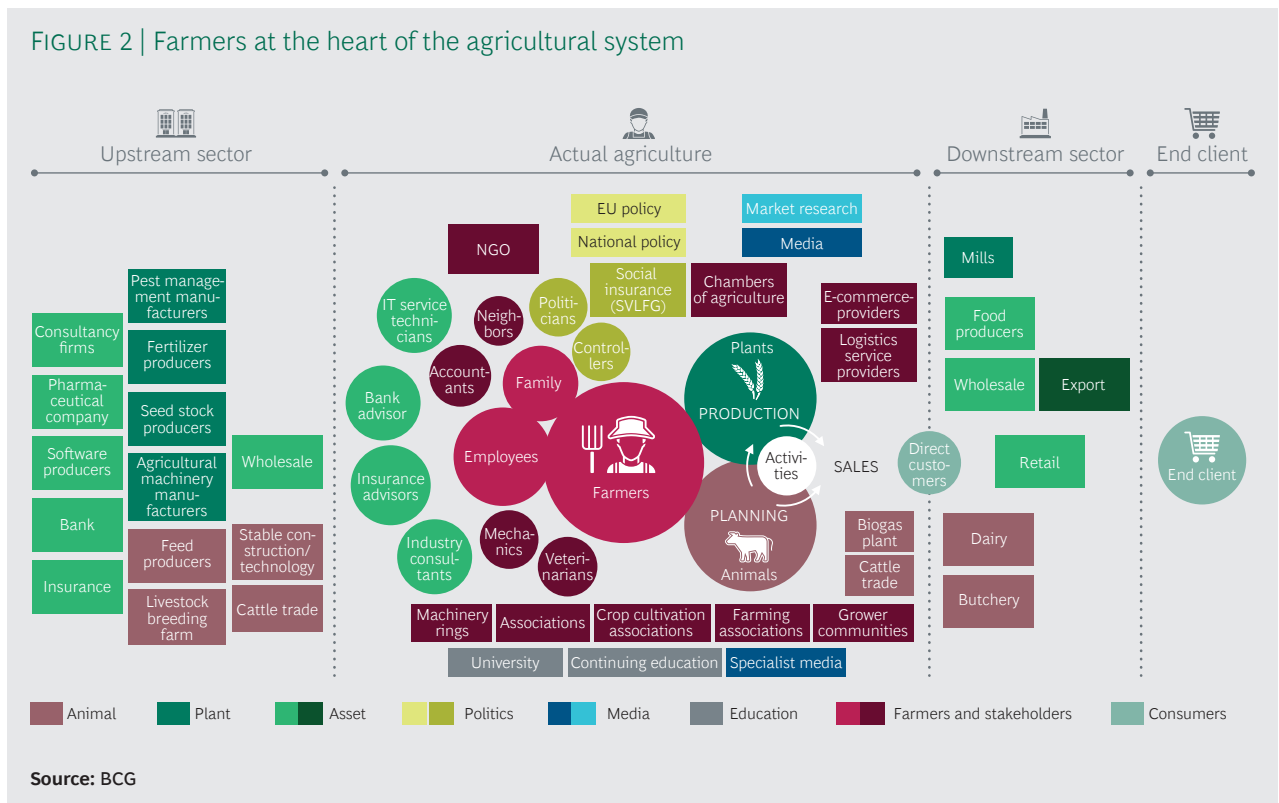 FIGURE 2 | Farmers at the heart of the agricultural system
Upstream sector
Actual agriculture
Downstream sector
End client
Pest manage-
ment manu-
facturers
Consultancy
firms
Fertilizer
producers
Pharma-
ceutical
company
Seed stock
producers
Software
producers
Agricultural
machinery
manu-
facturers
Wholesale
Bank
Feed
producers
Stable con-
struction/
technology
Insurance
Livestock
breeding
farm
Cattle trade
EU policy
National policy
Market research
Media
NGO
Social
insurance
(SVLFG)
Chambers
of agriculture
E-commerce-
providers
Logistics
service
providers
IT service
techni-
cians
Neigh-
bors
Politi-
cians
Control-
lers
Account-
ants
Family
Bank
advisor
Employees
Insurance
advisors
Farmers
Industry
consul-
tants
Mecha-
nics
Veteri-
narians
Plants
PRODUCTION
Activi-
ties
SALES
PLANNING
Animals
Direct
custo-
mers
Biogas
plant
Cattle
trade
Machinery
rings
Associations
Crop cultivation
associations
Farming
associations
Grower
communities
University
Continuing education
Specialist media
Mills
Food
producers
Wholesale
Export
Retail
Dairy
Butchery
End client
Animal
Plant
Asset
Politics
Media
Education
Farmers and stakeholders
Consumers
Source: BCG